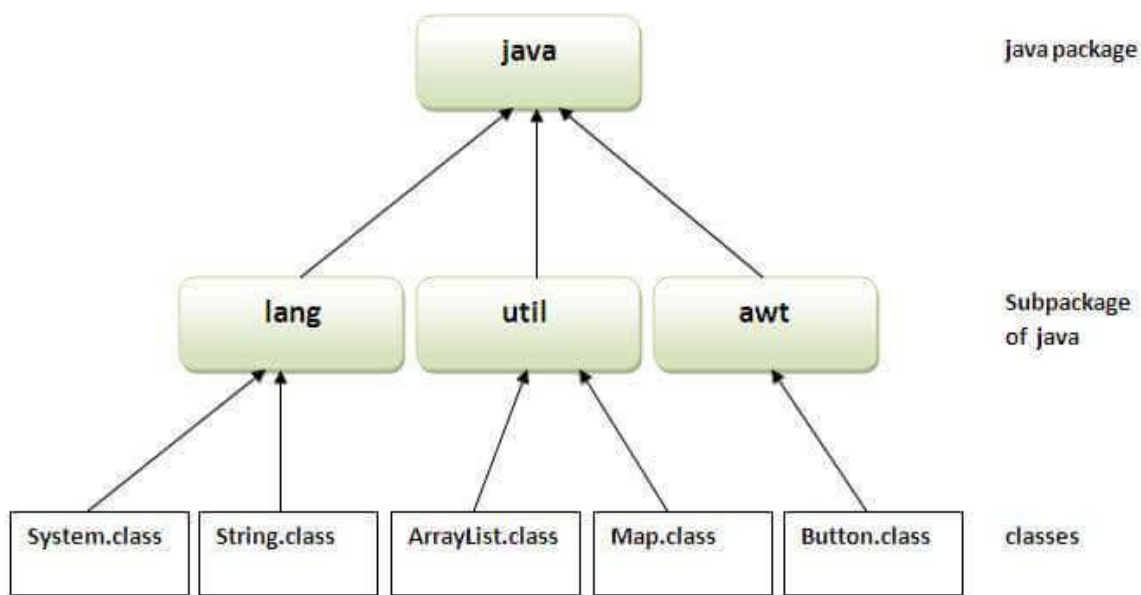 java
java package
lang
util
awt
Subpackage
of java
System.class
String.class
ArrayList.class
Map.class
Button.class
classes